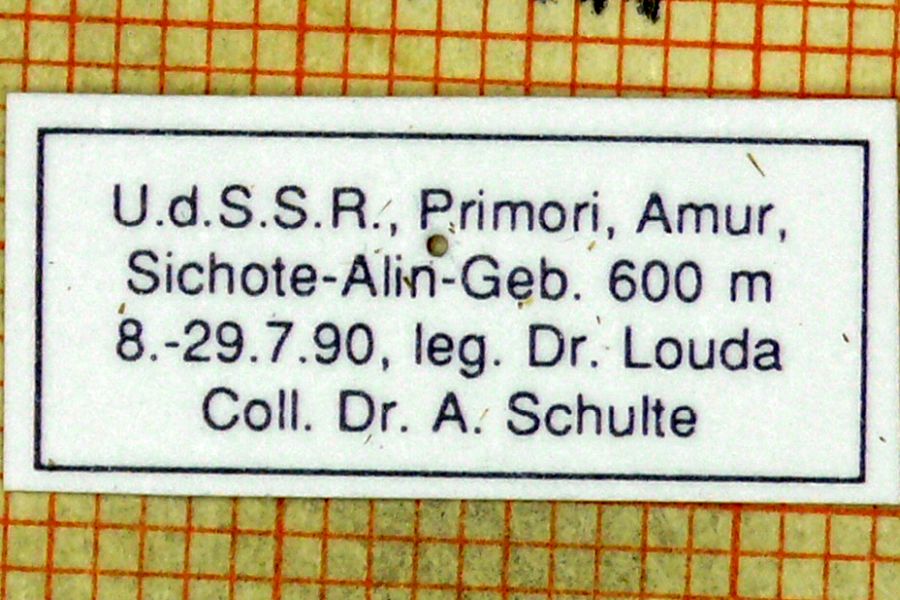 U.d.S.S.R., Primori, Amur,
Sichote-Alin-Geb. 600 m
8.-29.7.90, leg. Dr. Louda
Coll. Dr. A. Schulte